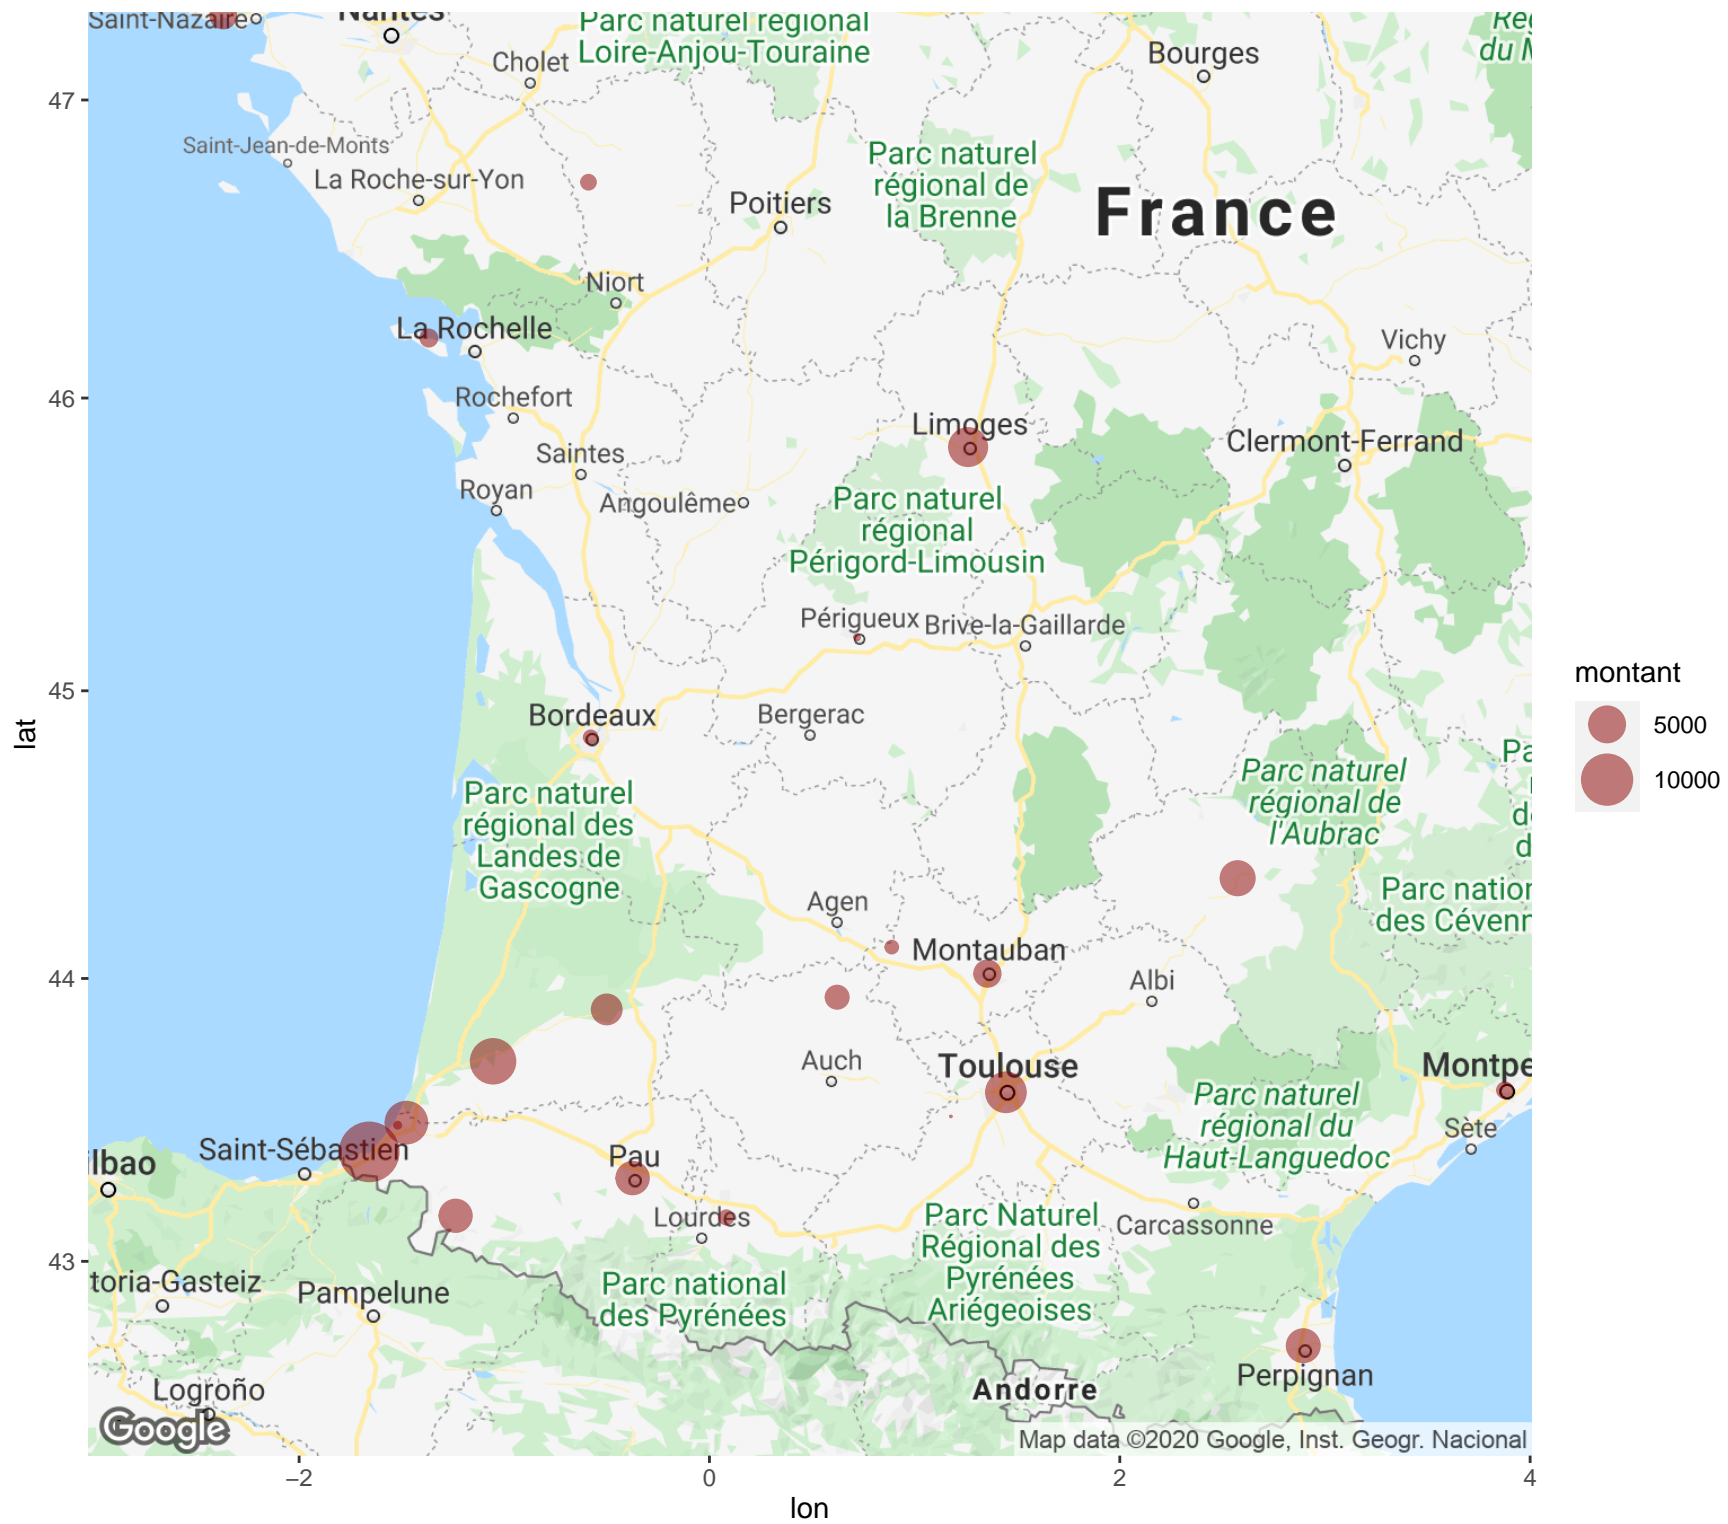 Saint-Nazaire
Nantes
Parc naturel régional
Loire-Anjou-Touraine
Cholet
Bourges
du
47
Saint-Jean-de-Monts
La Roche-sur-Yon
Poitiers
Parc naturel
régional de
la Brenne
France
Niort
La Rochelle
Vichy
46
Rochefort
Limoges
Clermont-Ferrand
Saintes
Royan
Angoulême
Parc naturel
régional
Périgord-Limousin
Périgueux
Brive-la-Gaillarde
45
Bordeaux
Bergerac
lat
montant
5000
10000
Pa
d
Parc naturel
régional de
l'Aubrac
Parc naturel
régional des
Landes de
Gascogne
Agen
Parc nation
des Cévenn
Montauban
44
Albi
Auch
Toulouse
Montpe
Parc naturel
régional du
Haut-Languedoc
Sète
Saint-Sébastien
lbao
Pau
Lourdes
Carcassonne
Parc Naturel
Régional des
Pyrénées
Ariégeoises
43
toria-Gasteiz
Pampelune
Parc national
des Pyrénées
Perpignan
Andorre
Logroño
Google
Map data ©2020 Google, Inst. Geogr. Nacional
−2
0
2
4
lon